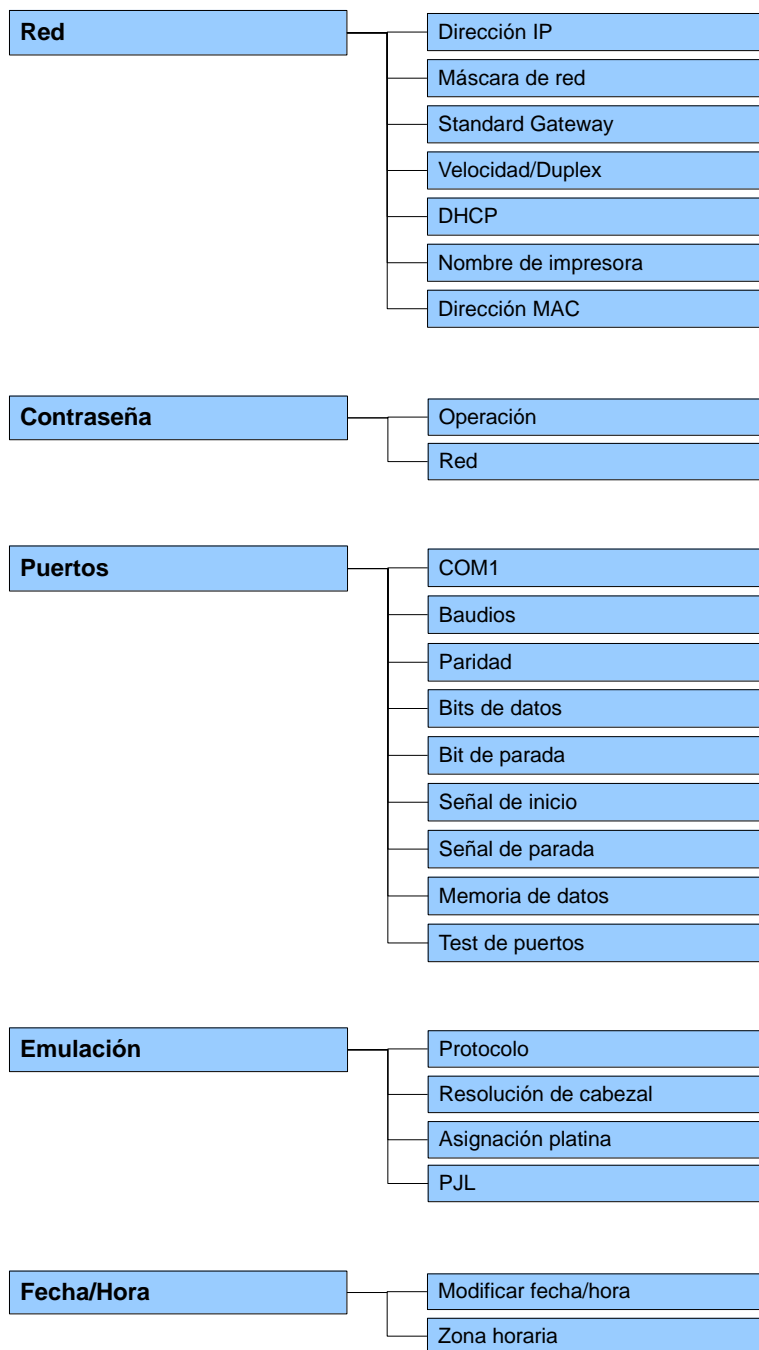 Red
Dirección IP
Máscara de red
Standard Gateway
Velocidad/Duplex
DHCP
Nombre de impresora
Dirección MAC
Contraseña
Operación
Red
Puertos
COM1
Baudios
Paridad
Bits de datos
Bit de parada
Señal de inicio
Señal de parada
Memoria de datos
Test de puertos
Emulación
Protocolo
Resolución de cabezal
Asignación platina
PJL
Fecha/Hora
Modificar fecha/hora
Zona horaria